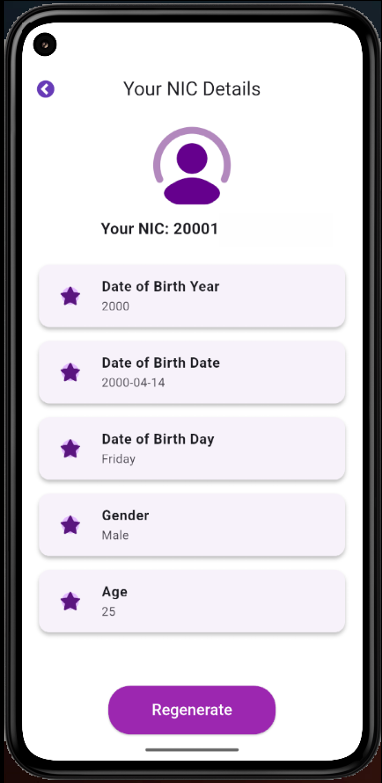 Your NIC Details
Your NIC: 20001
Date of Birth Year
2000
Date of Birth Date
2000-04-14
Date of Birth Day
Friday
Gender
Male
Age
25
Regenerate